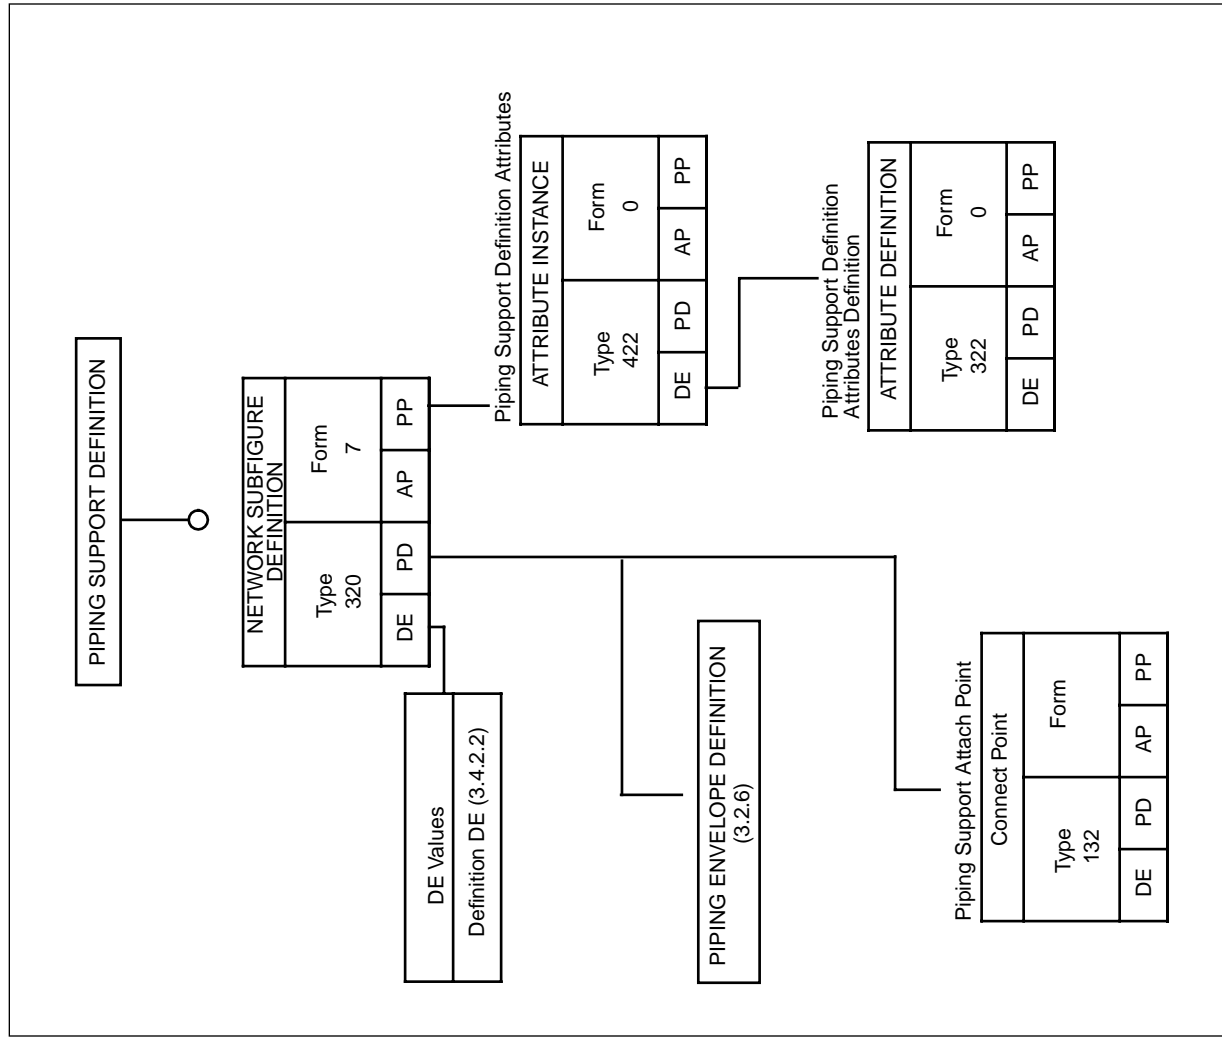 PIPING SUPPORT DEFINITION
NETWORK SUBFIGURE
DEFINITION
Type
320
Form
7
DE
PD
AP
PP
DE Values
Definition DE (3.4.2.2)
Piping Support Definition Attributes
ATTRIBUTE INSTANCE
Type
422
Form
0
DE
PD
AP
PP
PIPING ENVELOPE DEFINITION
(3.2.6)
Piping Support Definition
Attributes Definition
ATTRIBUTE DEFINITION
Type
322
Form
0
DE
PD
AP
PP
Piping Support Attach Point
Connect Point
Type
132
Form
DE
PD
AP
PP